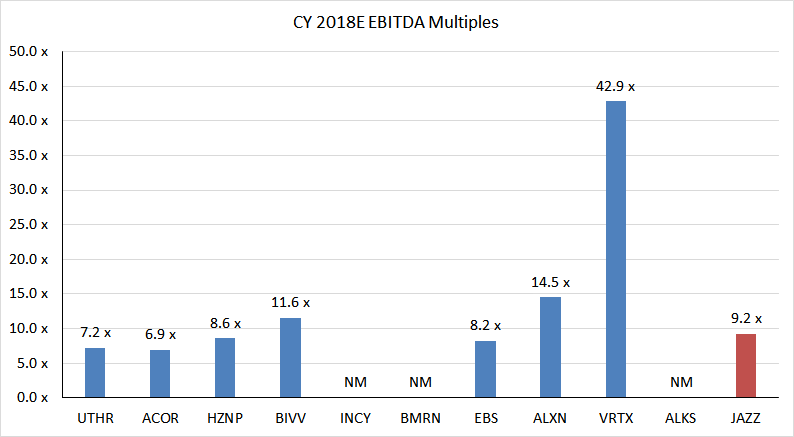 CY 2018E EBITDA Multiples
50.0 x
45.0 x
42.9 x
40.0 x
35.0 x
30.0 x
25.0 x
20.0 x
15.0 x
14.5 x
11.6 x
10.0 x
7.2 x
6.9 x
8.6 x
8.2 x
9.2 x
5.0 x
NM
NM
NM
0.0 x
UTHR ACOR HZNP BIVV INCY BMRN EBS ALXN VRTX ALKS JAZZ